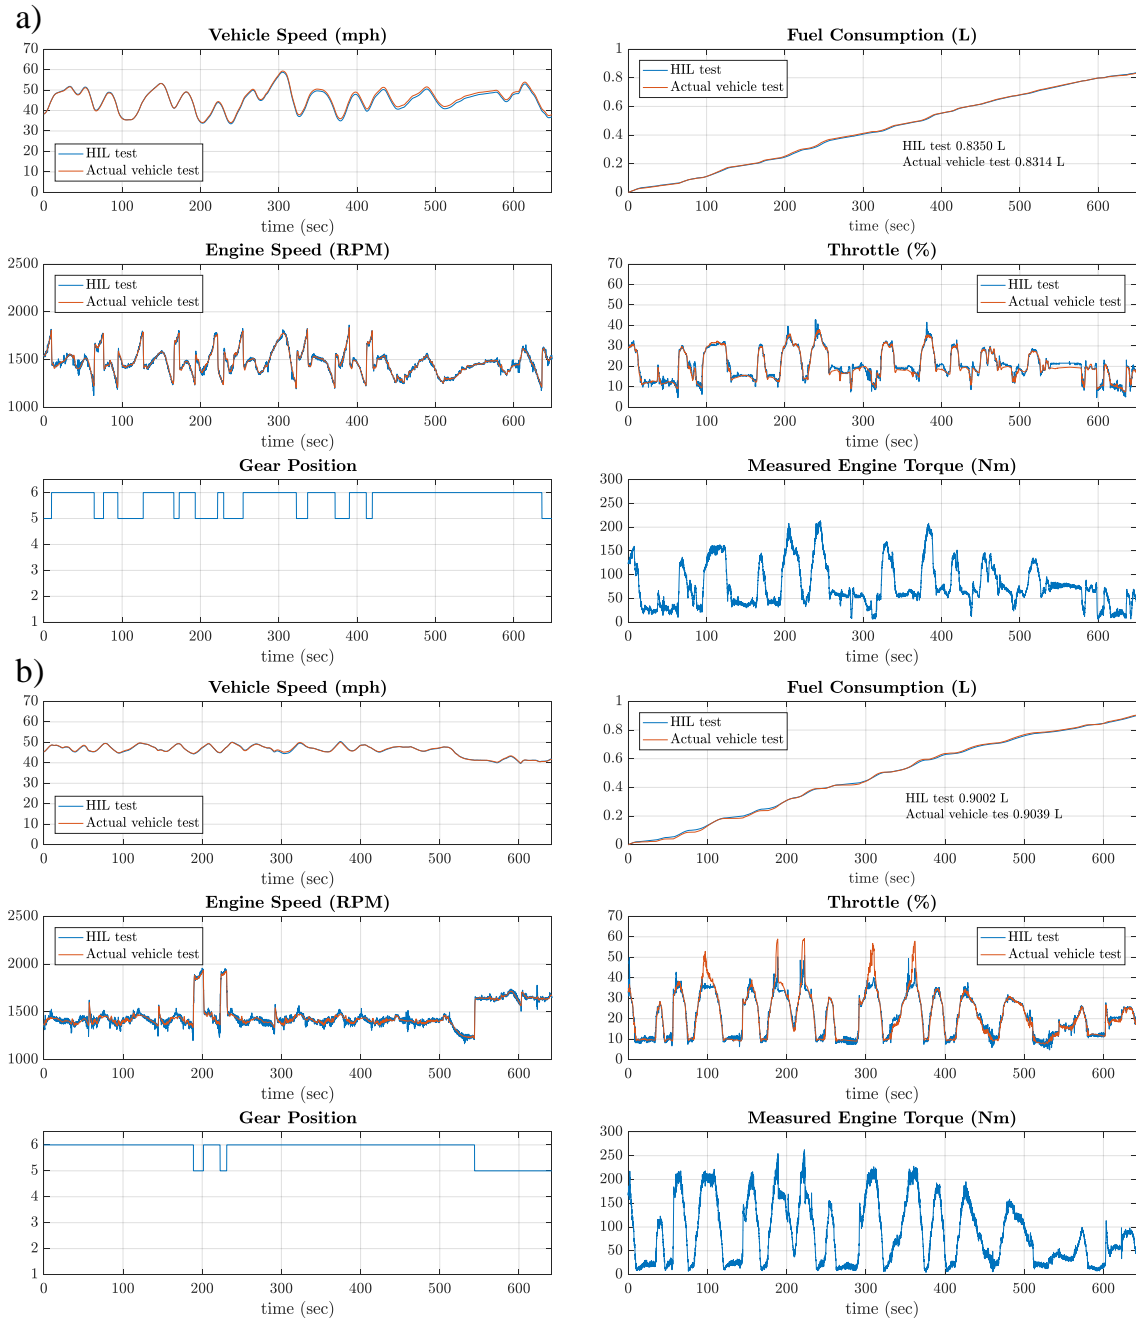 a)
Vehicle Speed (mph)
70
60
50
40
30
20
10
0
HIL test
Actual vehicle test
0 100 200 300 400 500 600
time (sec)
Fuel Consumption (L)
1
0.8
0.6
0.4
0.2
0
HIL test
Actual vehicle test
HIL test 0.8350 L
Actual vehicle test 0.8314 L
0 100 200 300 400 500 600
time (sec)
Engine Speed (RPM)
2500
2000
1500
1000
HIL test
Actual vehicle test
0 100 200 300 400 500 600
time (sec)
Throttle (%)
70
60
50
40
30
20
10
0
HIL test
Actual vehicle test
0 100 200 300 400 500 600
time (sec)
Gear Position
6
5
4
3
2
1
0 100 200 300 400 500 600
time (sec)
Measured Engine Torque (Nm)
300
250
200
150
100
50
0
0 100 200 300 400 500 600
time (sec)
b)
Vehicle Speed (mph)
70
60
50
40
30
20
10
0
HIL test
Actual vehicle test
0 100 200 300 400 500 600
time (sec)
Fuel Consumption (L)
1
0.8
0.6
0.4
0.2
0
HIL test
Actual vehicle test
HIL test 0.9002 L
Actual vehicle tes 0.9039 L
0 100 200 300 400 500 600
time (sec)
Engine Speed (RPM)
2500
2000
1500
1000
HIL test
Actual vehicle test
0 100 200 300 400 500 600
time (sec)
Throttle (%)
70
60
50
40
30
20
10
0
HIL test
Actual vehicle test
0 100 200 300 400 500 600
time (sec)
Gear Position
6
5
4
3
2
1
0 100 200 300 400 500 600
time (sec)
Measured Engine Torque (Nm)
300
250
200
150
100
50
0
0 100 200 300 400 500 600
time (sec)